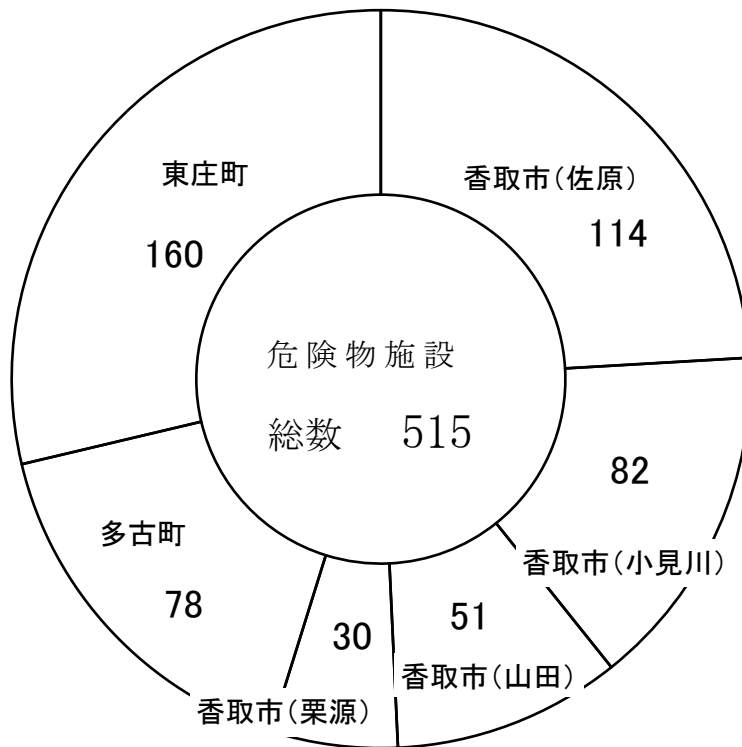 東庄町
160
香取市(佐原)
114
危険物施設
総数 515
82
香取市(小見川)
51
香取市(山田)
30
香取市(栗源)
多古町
78